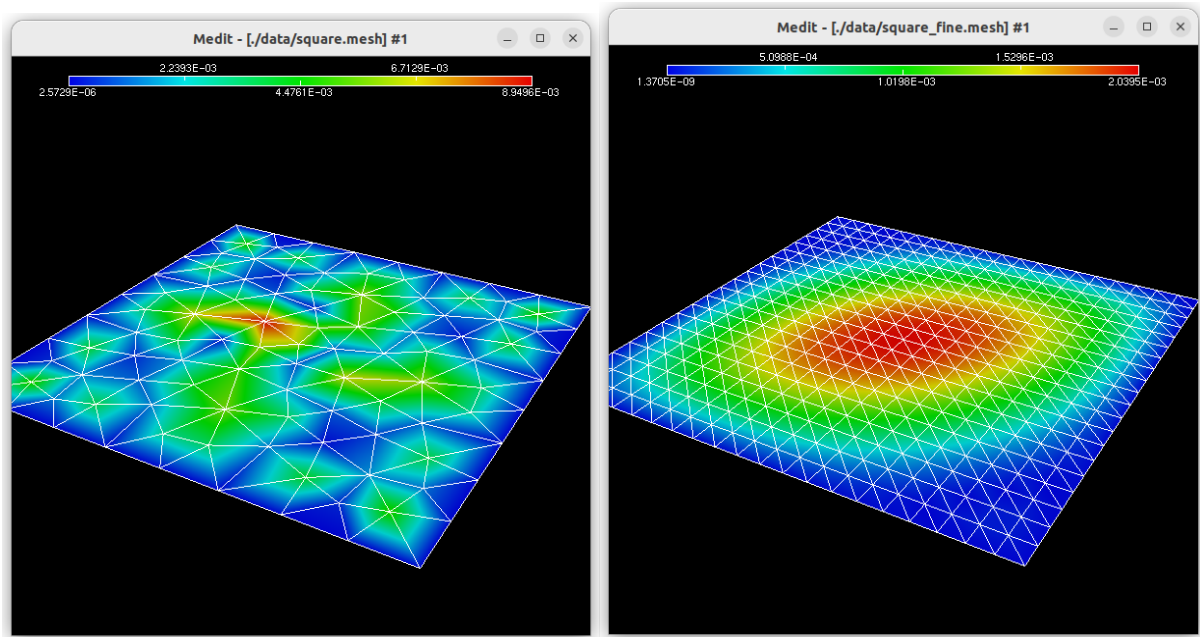 Medit - [./data/square.mesh] #1
2.2393E-03 6.7129E-03
2.5729E-06 4.4761E-03 8.9496E-03
Medit - [./data/square_fine.mesh] #1
5.0988E-04 1.5296E-03
1.3705E-09 1.0198E-03 2.0395E-03